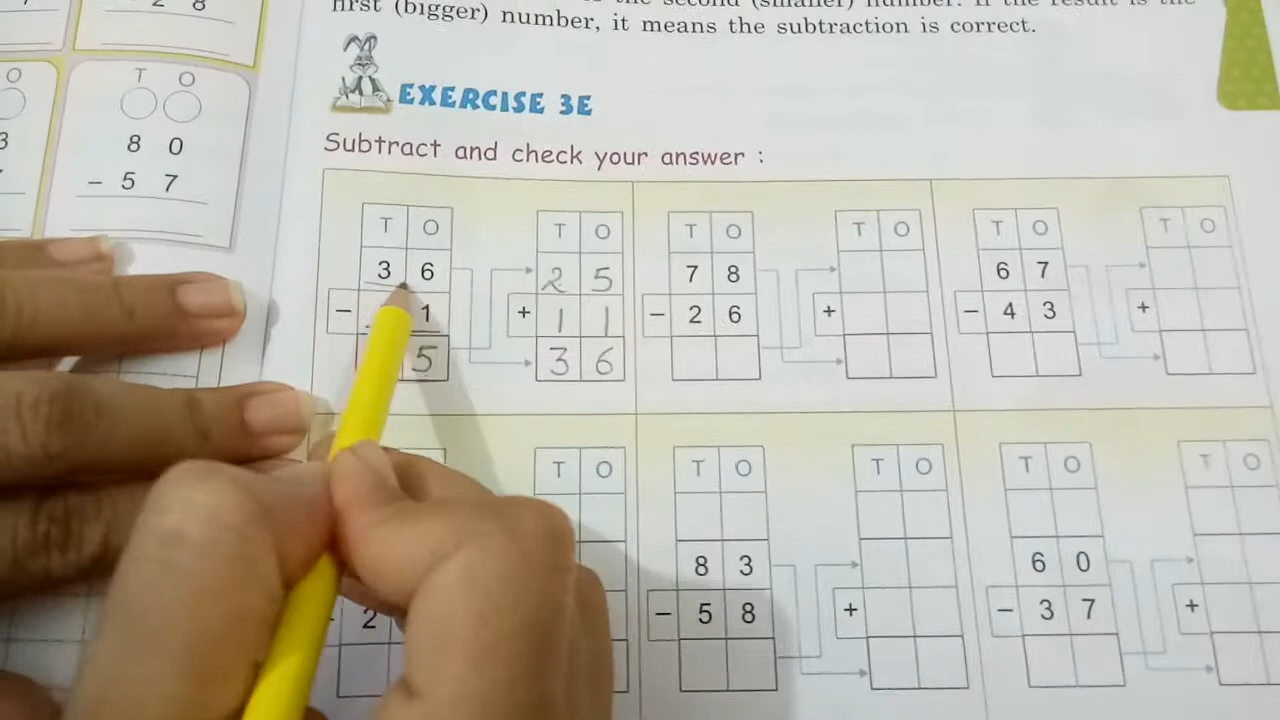 first (bigger) number, it means the subtraction is correct.
EXERCISE 3E
Subtract and check your answer :
T O
8 0
– 5 7
T O
3 6
– 1
5
T O
2 5
+ 1 1
3 6
T O
7 8
– 2 6
T O
+
T O
6 7
– 4 3
T O
+
2
T O
T O
8 3
– 5 8
T O
+
T O
6 0
– 3 7
T O
+